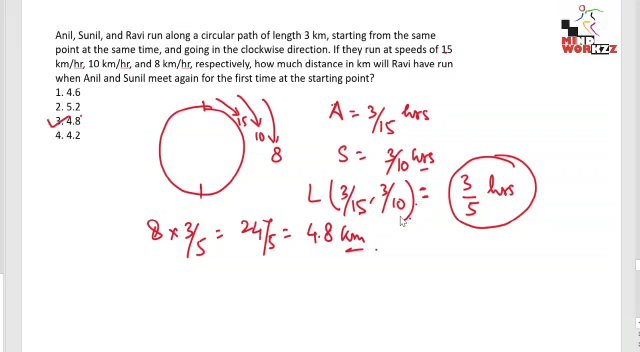 Anil, Sunil, and Ravi run along a circular path of length 3 km, starting from the same
point at the same time, and going in the clockwise direction. If they run at speeds of 15
km/hr, 10 km/hr, and 8 km/hr, respectively, how much distance in km will Ravi have run
when Anil and Sunil meet again for the first time at the starting point?
1. 4.6
2. 5.2
3. 4.8
4. 4.2
MIND
WORKZZ
15
10
8
A = 3/15 hrs
S = 3/10 hrs
L (3/15, 3/10) = 3/5 hrs
8 × 3/5 = 24/5 = 4.8 km.